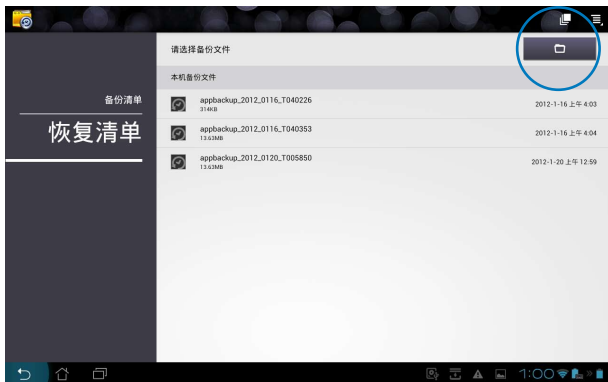 请选择备份文件
本机备份文件
备份清单
恢复清单
appbackup_2012_0116_T040226
314KB
2012-1-16 上午 4:03
appbackup_2012_0116_T040353
13.63MB
2012-1-16 上午 4:04
appbackup_2012_0120_T005850
13.63MB
2012-1-20 上午 12:59
1:00